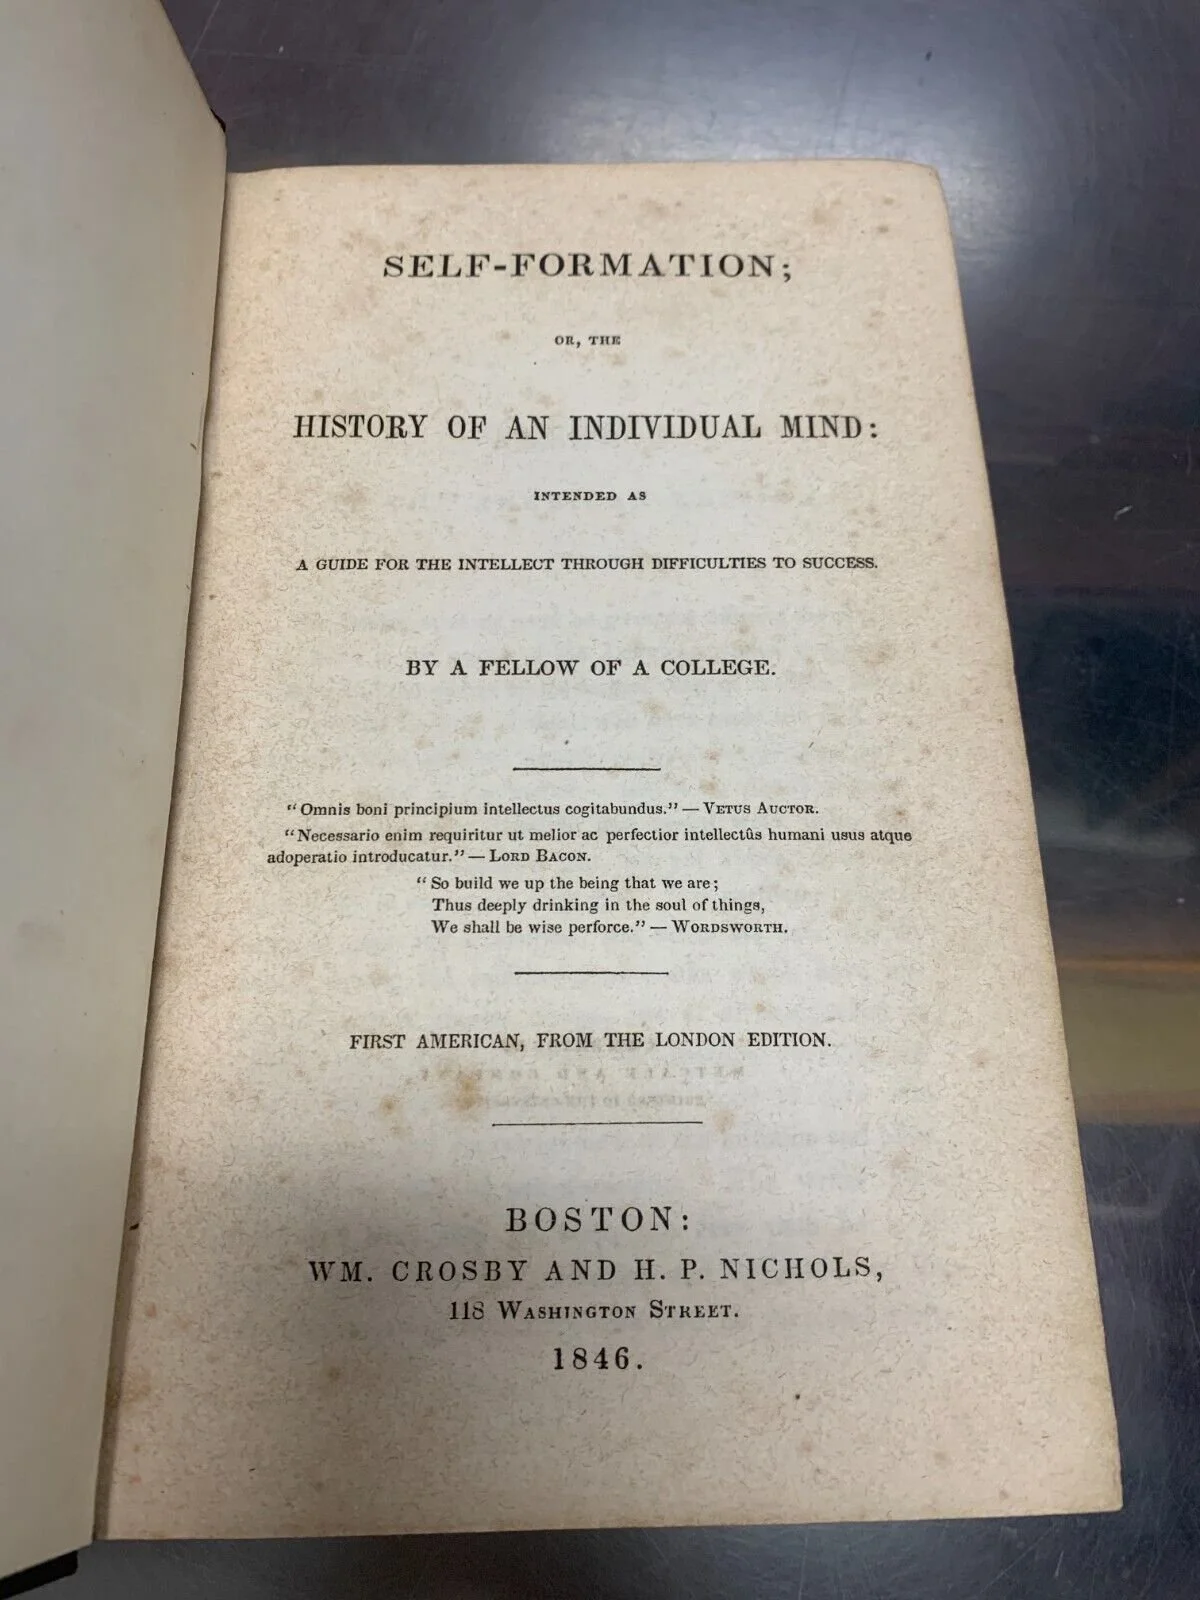 SELF-FORMATION;
OR, THE
HISTORY OF AN INDIVIDUAL MIND:
INTENDED AS
A GUIDE FOR THE INTELLECT THROUGH DIFFICULTIES TO SUCCESS.
BY A FELLOW OF A COLLEGE.
"Omnis boni principium intellectus cogitabundus." — VETUS AUCTOR.
"Necessario enim requiritur ut melior ac perfectior intellectûs humani usus atque
adoperatio introducatur." — LORD BACON.
"So build we up the being that we are;
Thus deeply drinking in the soul of things,
We shall be wise perforce." — WORDSWORTH.
FIRST AMERICAN, FROM THE LONDON EDITION.
BOSTON:
WM. CROSBY AND H. P. NICHOLS,
118 WASHINGTON STREET.
1846.